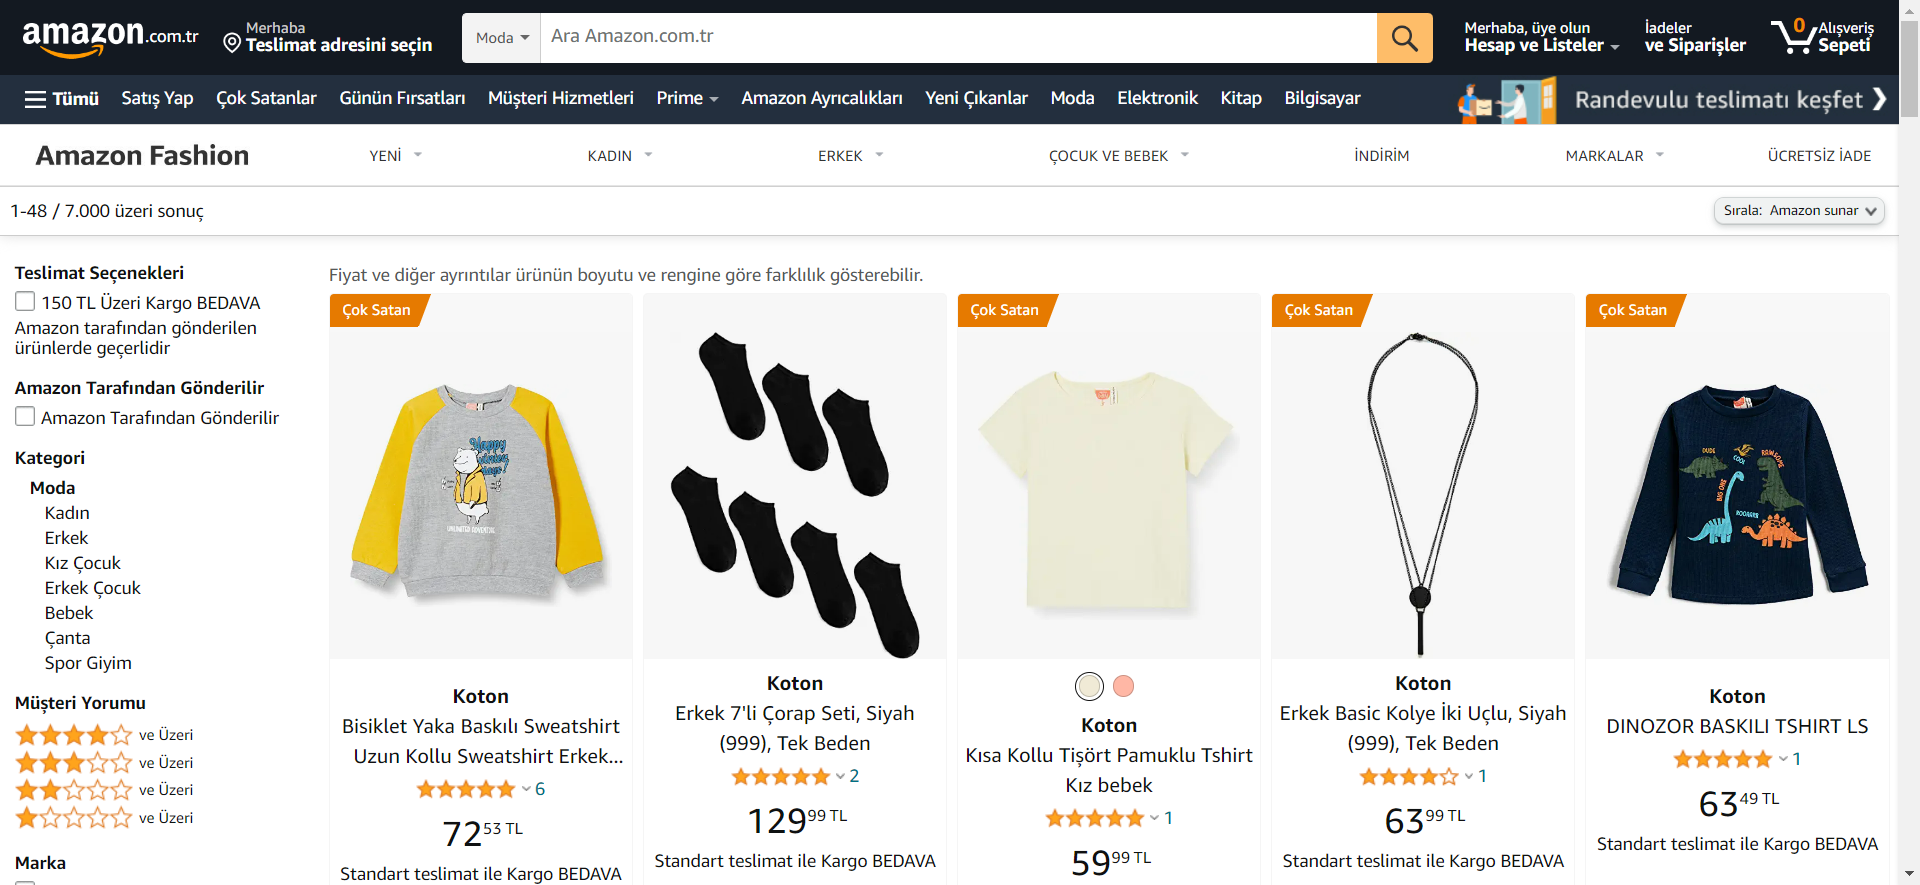 amazon.com.tr
Merhaba
Teslimat adresini seçin
Moda
Ara Amazon.com.tr
Merhaba, üye olun
Hesap ve Listeler
İadeler
ve Siparişler
0
Alışveriş
Sepeti
Tümü
Satış Yap
Çok Satanlar
Günün Fırsatları
Müşteri Hizmetleri
Prime
Amazon Ayrıcalıkları
Yeni Çıkanlar
Moda
Elektronik
Kitap
Bilgisayar
Randevulu teslimatı keşfet
Amazon Fashion
YENİ
KADIN
ERKEK
ÇOCUK VE BEBEK
İNDİRİM
MARKALAR
ÜCRETSİZ İADE
1-48 / 7.000 üzeri sonuç
Sırala: Amazon sunar
Teslimat Seçenekleri
150 TL Üzeri Kargo BEDAVA
Amazon tarafından gönderilen
ürünlerde geçerlidir
Amazon Tarafından Gönderilir
Amazon Tarafından Gönderilir
Kategori
Moda
Kadın
Erkek
Kız Çocuk
Erkek Çocuk
Bebek
Çanta
Spor Giyim
Müşteri Yorumu
ve Üzeri
ve Üzeri
ve Üzeri
ve Üzeri
Marka
Fiyat ve diğer ayrıntılar ürünün boyutu ve rengine göre farklılık gösterebilir.
Çok Satan
Happy
UNLIMITED
Koton
Bisiklet Yaka Baskılı Sweatshirt
Uzun Kollu Sweatshirt Erkek...
6
72 53 TL
Standart teslimat ile Kargo BEDAVA
Koton
Erkek 7'li Çorap Seti, Siyah
(999), Tek Beden
2
129 99 TL
Standart teslimat ile Kargo BEDAVA
Çok Satan
Koton
Kısa Kollu Tişört Pamuklu Tshirt
Kız bebek
1
59 99 TL
Çok Satan
Koton
Erkek Basic Kolye İki Uçlu, Siyah
(999), Tek Beden
1
63 99 TL
Standart teslimat ile Kargo BEDAVA
Çok Satan
DUDE
COOL
RAWSOME
BIG ONE
ROOARRR
Koton
DINOZOR BASKILI TSHIRT LS
1
63 49 TL
Standart teslimat ile Kargo BEDAVA